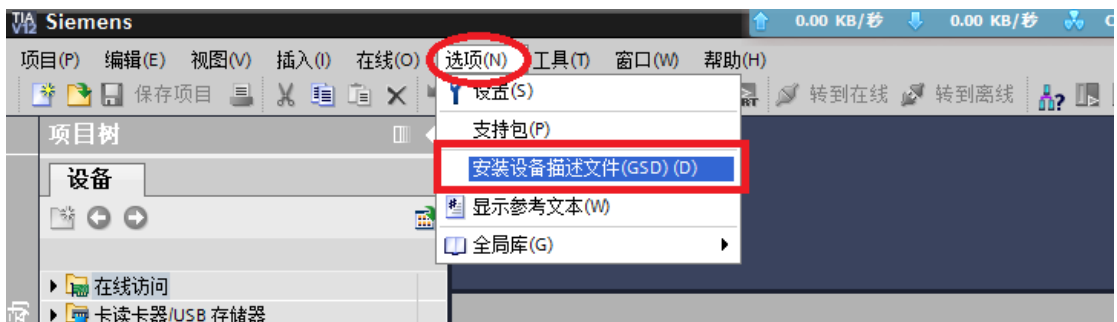 TIA V12 Siemens 0.00 KB/秒 0.00 KB/秒
项目(P) 编辑(E) 视图(V) 插入(I) 在线(O) 选项(N) 工具(T) 窗口(W) 帮助(H)
保存项目 设置(S) RT 转到在线 转到离线
项目树 支持包(P)
设备 安装设备描述文件(GSD) (D)
显示参考文本(W)
全局库(G)
在线访问
卡读卡器/USB 存储器